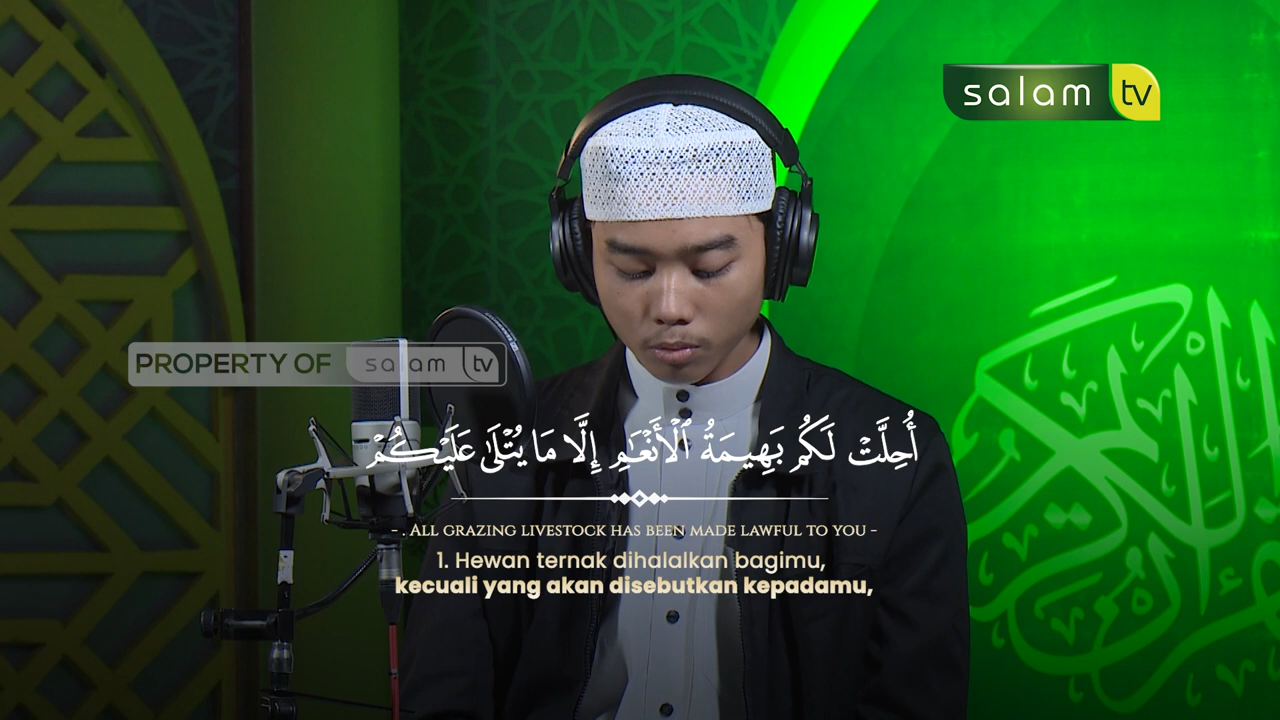 salam tv
PROPERTY OF salam tv
أُحِلَّتْ لَكُم بَهِيمَةُ ٱلْأَنْعَـٰمِ إِلَّا مَا يُتْلَىٰ عَلَيْكُمْ
- . All grazing livestock has been made lawful to you -
1. Hewan ternak dihalalkan bagimu,
kecuali yang akan disebutkan kepadamu,